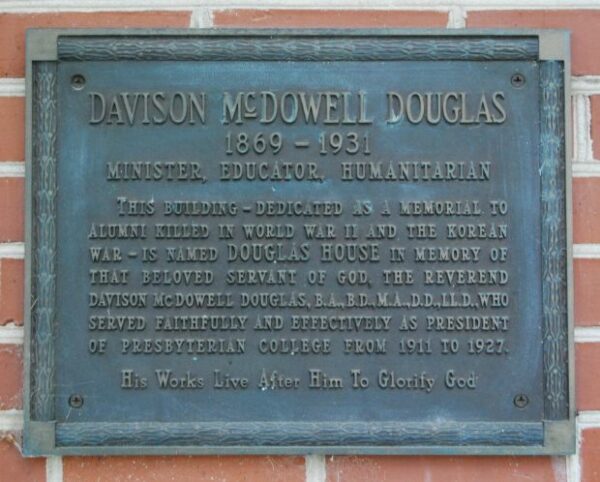 DAVISON McDOWELL DOUGLAS
1869 - 1931
MINISTER, EDUCATOR, HUMANITARIAN
THIS BUILDING - DEDICATED AS A MEMORIAL TO
ALUMNI KILLED IN WORLD WAR II AND THE KOREAN
WAR - IS NAMED DOUGLAS HOUSE IN MEMORY OF
THAT BELOVED SERVANT OF GOD, THE REVEREND
DAVISON McDOWELL DOUGLAS, B.A., B.D., M.A., D.D., LL.D., WHO
SERVED FAITHFULLY AND EFFECTIVELY AS PRESIDENT
OF PRESBYTERIAN COLLEGE FROM 1911 TO 1927.
His Works Live After Him To Glorify God